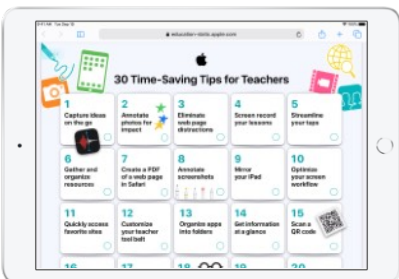 education-static.apple.com
30 Time-Saving Tips for Teachers
1
Capture ideas
on the go
2
Annotate
photos for
impact
3
Eliminate
web page
distractions
4
Screen record
your lessons
5
Streamline
your taps
6
Gather and
organize
resources
7
Create a PDF
of a web page
in Safari
8
Annotate
screenshots
9
Mirror
your iPad
10
Optimize
your screen
workflow
11
Quickly access
favorite sites
12
Customize
your teacher
tool belt
13
Organize apps
into folders
14
Get information
at a glance
15
Scan a
QR code
16
17
18
19
20